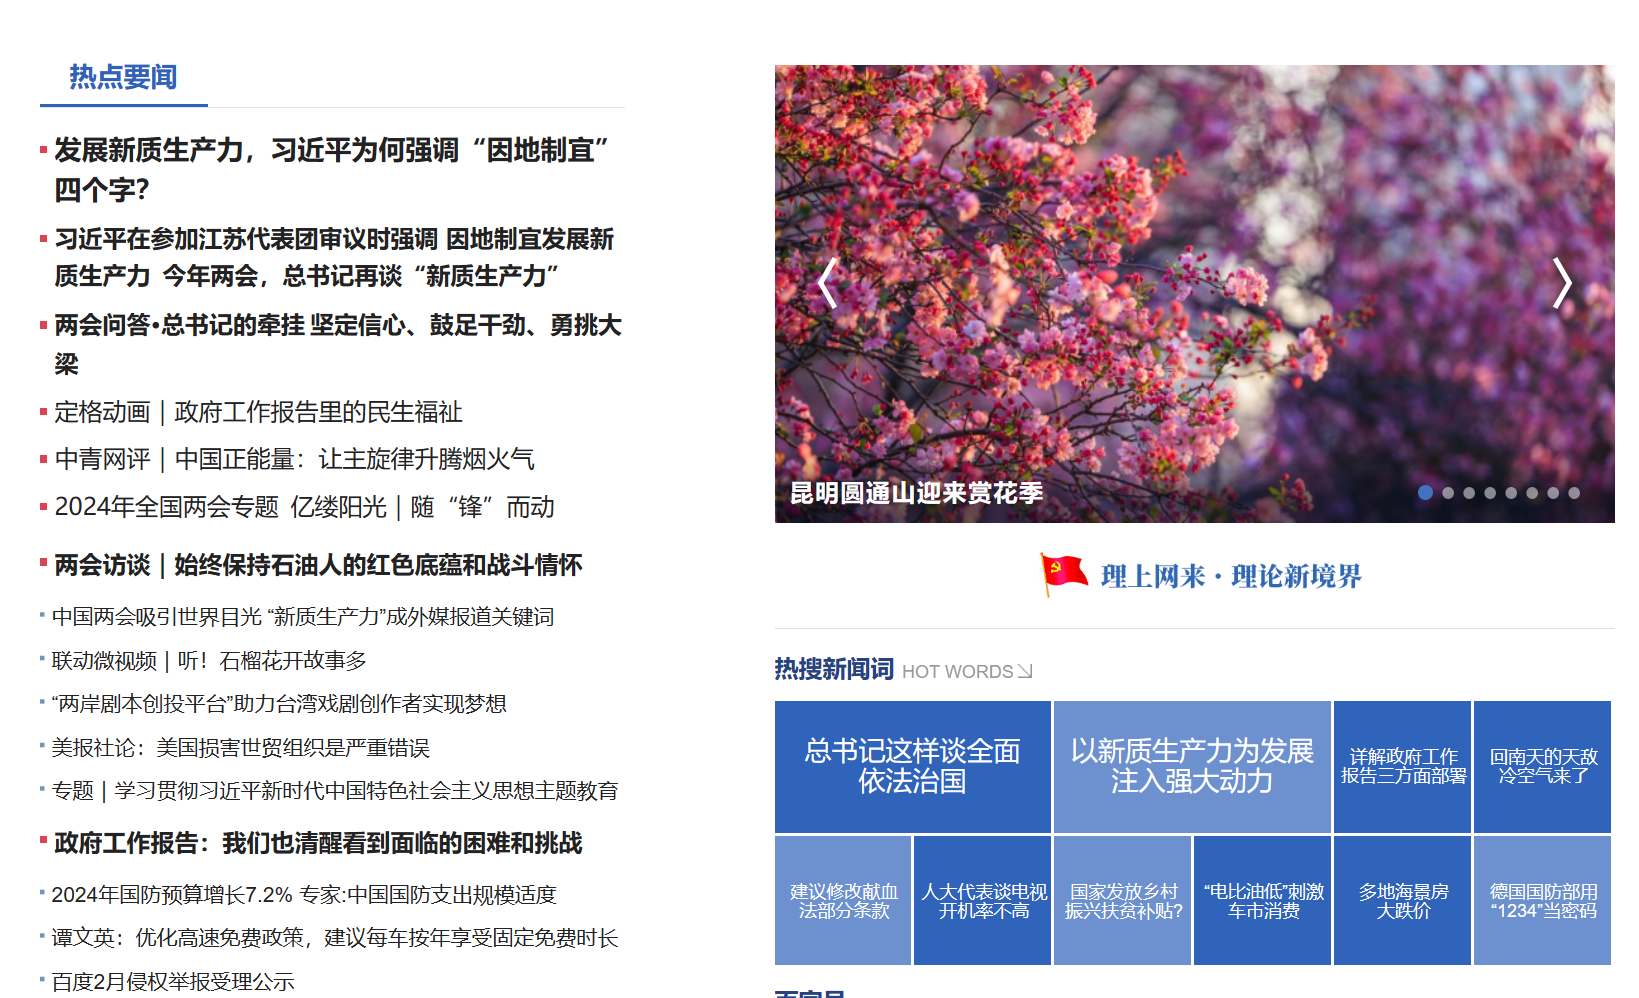 热点要闻
发展新质生产力，习近平为何强调“因地制宜”
四个字？
习近平在参加江苏代表团审议时强调 因地制宜发展新
质生产力 今年两会，总书记再谈“新质生产力”
两会问答•总书记的牵挂 坚定信心、鼓足干劲、勇挑大
梁
定格动画｜政府工作报告里的民生福祉
中青网评｜中国正能量：让主旋律升腾烟火气
2024年全国两会专题 亿缕阳光｜随“锋”而动
两会访谈｜始终保持石油人的红色底蕴和战斗情怀
中国两会吸引世界目光 “新质生产力”成外媒报道关键词
联动微视频｜听！石榴花开故事多
“两岸剧本创投平台”助力台湾戏剧创作者实现梦想
美报社论：美国损害世贸组织是严重错误
专题｜学习贯彻习近平新时代中国特色社会主义思想主题教育
政府工作报告：我们也清醒看到面临的困难和挑战
2024年国防预算增长7.2% 专家:中国国防支出规模适度
谭文英：优化高速免费政策，建议每车按年享受固定免费时长
百度2月侵权举报受理公示
昆明圆通山迎来赏花季
理上网来·理论新境界
热搜新闻词 HOT WORDS
总书记这样谈全面
依法治国
以新质生产力为发展
注入强大动力
详解政府工作
报告三方面部署
回南天的天敌
冷空气来了
建议修改献血
法部分条款
人大代表谈电视
开机率不高
国家发放乡村
振兴扶贫补贴?
“电比油低”刺激
车市消费
多地海景房
大跌价
德国国防部用
“1234”当密码